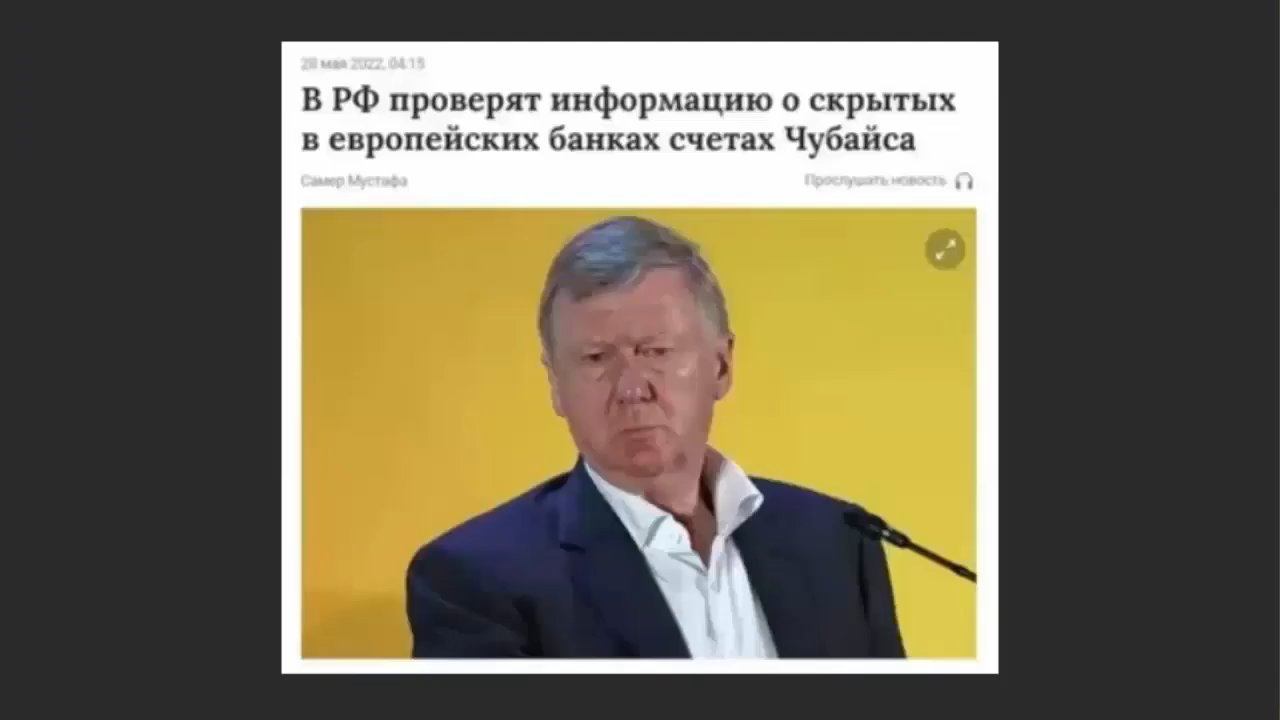 28 мая 2022, 04:15
В РФ проверят информацию о скрытых
в европейских банках счетах Чубайса
Самер Мустафа
Прослушать новость